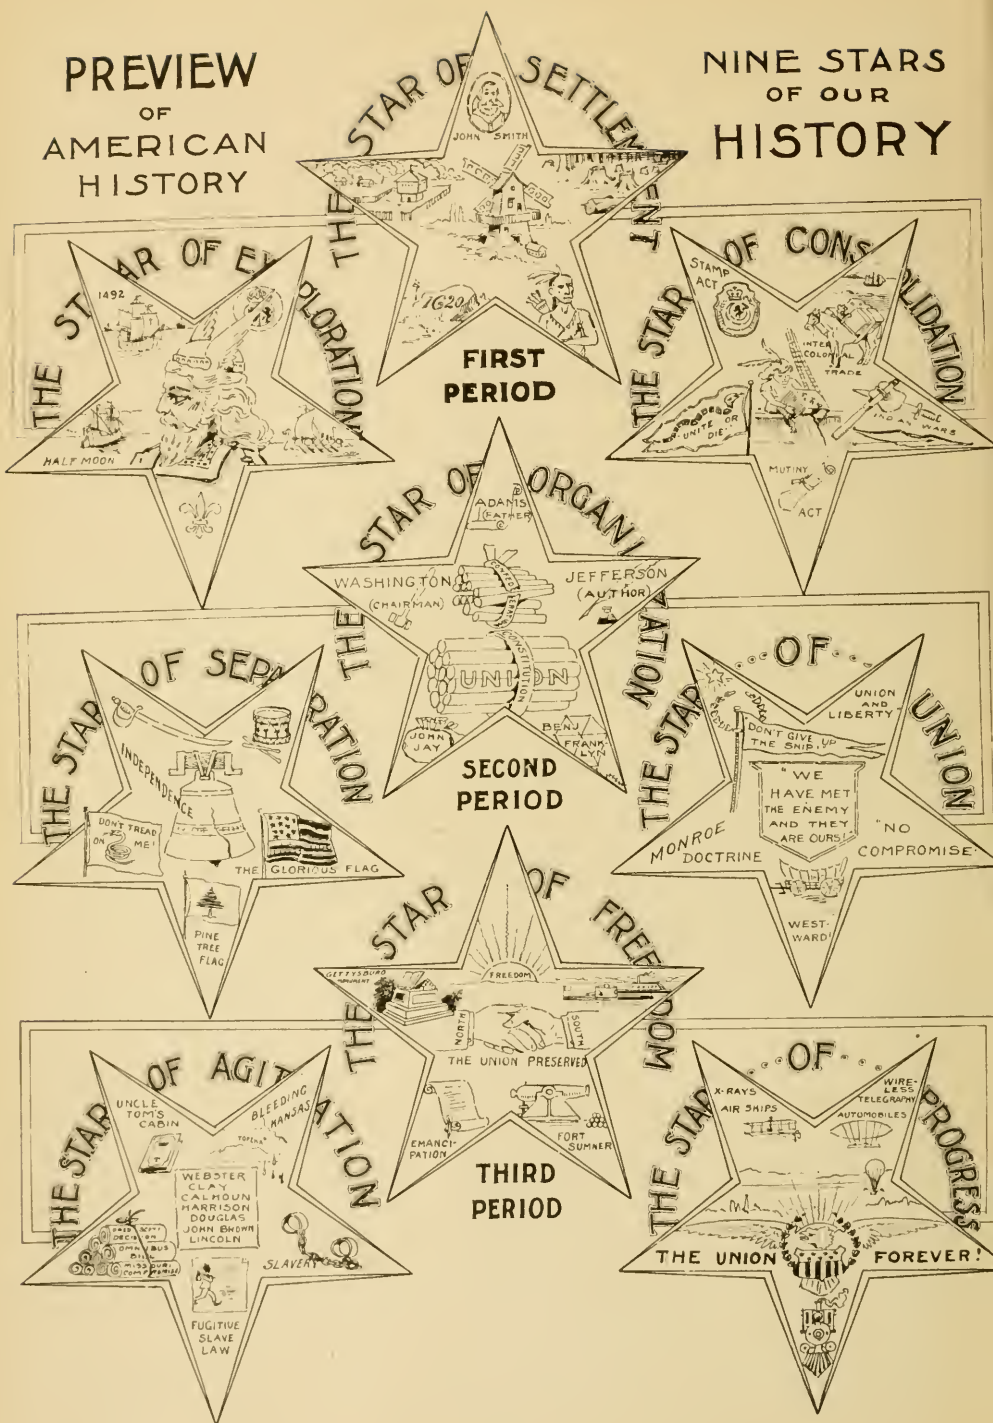 PREVIEW
OF
AMERICAN
HISTORY
NINE STARS
OF OUR
HISTORY
THE STAR OF SETTLEMENT
JOHN SMITH
1620
FIRST
PERIOD
THE STAR OF EXPLORATION
1492
HALF MOON
THE STAR OF CONSOLIDATION
STAMP
ACT
INTER
COLONIAL
TRADE
"UNITE OR
DIE"
INDIAN WARS
MUTINY
ACT
THE STAR OF ORGANIZATION
ADAMS
(FATHER)
WASHINGTON
(CHAIRMAN)
JEFFERSON
(AUTHOR)
CONSTITUTION
UNION
JOHN
JAY
BENJ
FRANK-
LYN
SECOND
PERIOD
THE STAR OF SEPARATION
INDEPENDENCE
DON'T TREAD
ON ME!
THE GLORIOUS FLAG
PINE
TREE
FLAG
THE STAR OF UNION
UNION
AND
LIBERTY
DON'T GIVE UP
THE SHIP!
"WE
HAVE MET
THE ENEMY
AND THEY
ARE OURS!"
MONROE
DOCTRINE
"NO
COMPROMISE"
WEST-
WARD!
THE STAR OF FREEDOM
GETTYSBURG
MONUMENT
FREEDOM
NORTH
SOUTH
THE UNION PRESERVED
EMANCI-
PATION
FORT
SUMNER
THIRD
PERIOD
THE STAR OF AGITATION
UNCLE
TOM'S
CABIN
BLEEDING
KANSAS
TOPEKA
WEBSTER
CLAY
CALHOUN
HARRISON
DOUGLAS
JOHN BROWN
LINCOLN
DRED SCOTT
DECISION
OMNIBUS
BILL
MISSOURI
COMPROMISE
SLAVERY
FUGITIVE
SLAVE
LAW
THE STAR OF PROGRESS
X-RAYS
AIR SHIPS
WIRE-
LESS
TELEGRAPHY
AUTOMOBILES
THE UNION FOREVER!